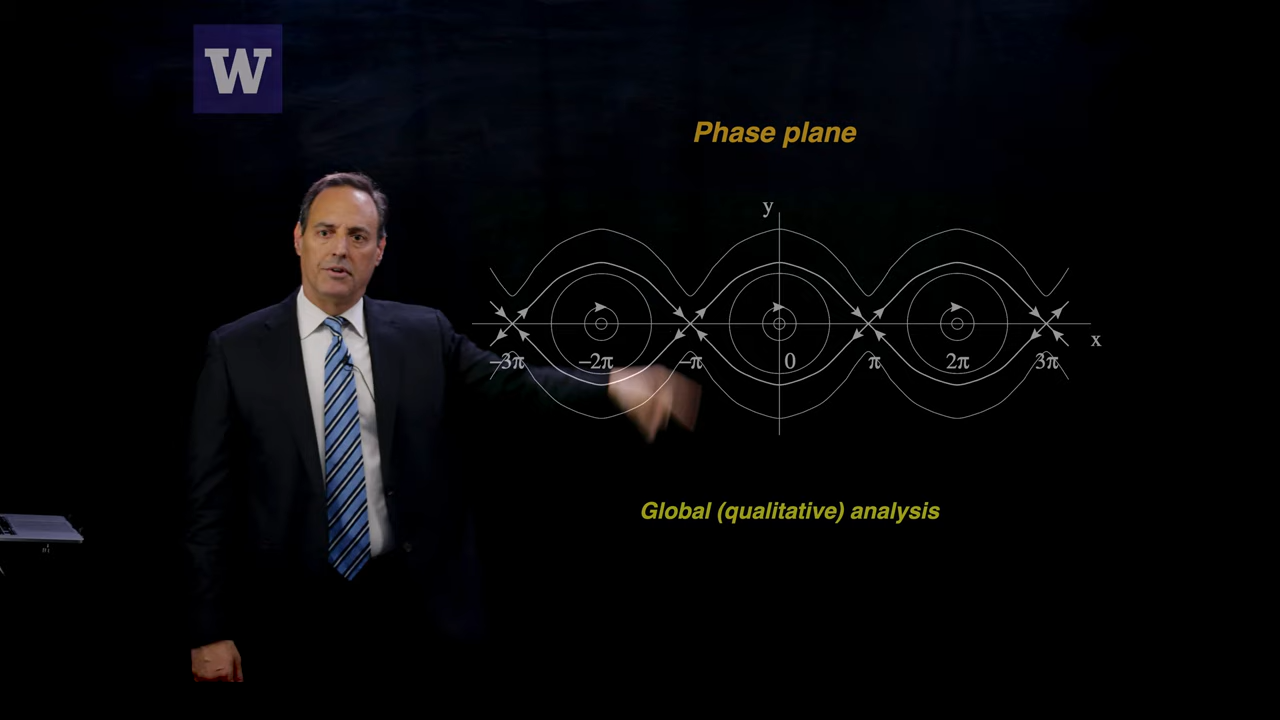 W
Phase plane
y
x
−3π −2π −π 0 π 2π 3π
Global (qualitative) analysis